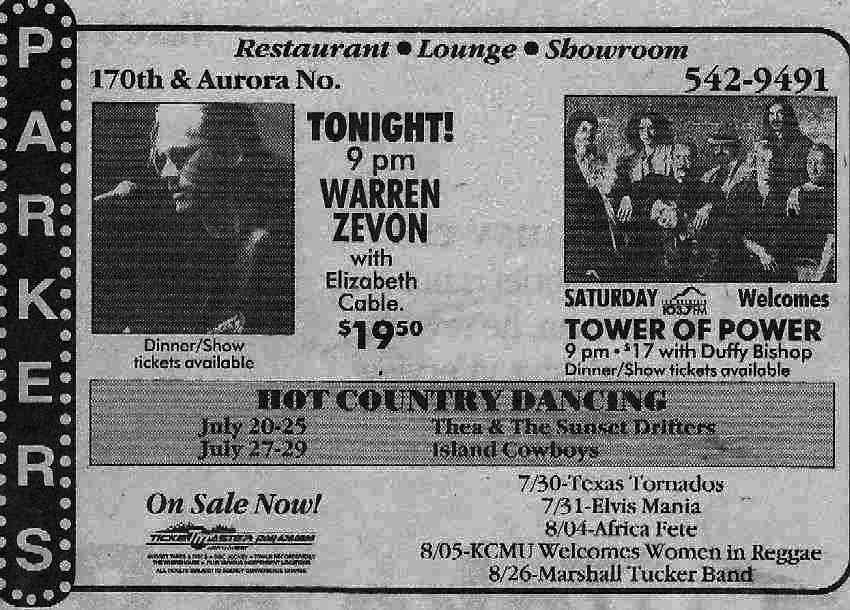 PARKERS
Restaurant • Lounge • Showroom
170th & Aurora No.
542-9491
TONIGHT!
9 pm
WARREN
ZEVON
with
Elizabeth
Cable.
$19.50
Dinner/Show
tickets available
SATURDAY 103.7 FM Welcomes
TOWER OF POWER
9 pm • $17 with Duffy Bishop
Dinner/Show tickets available
HOT COUNTRY DANCING
July 20-25 Thea & The Sunset Drifters
July 27-29 Island Cowboys
On Sale Now!
TICKETMASTER
7/30-Texas Tornados
7/31-Elvis Mania
8/04-Africa Fete
8/05-KCMU Welcomes Women in Reggae
8/26-Marshall Tucker Band